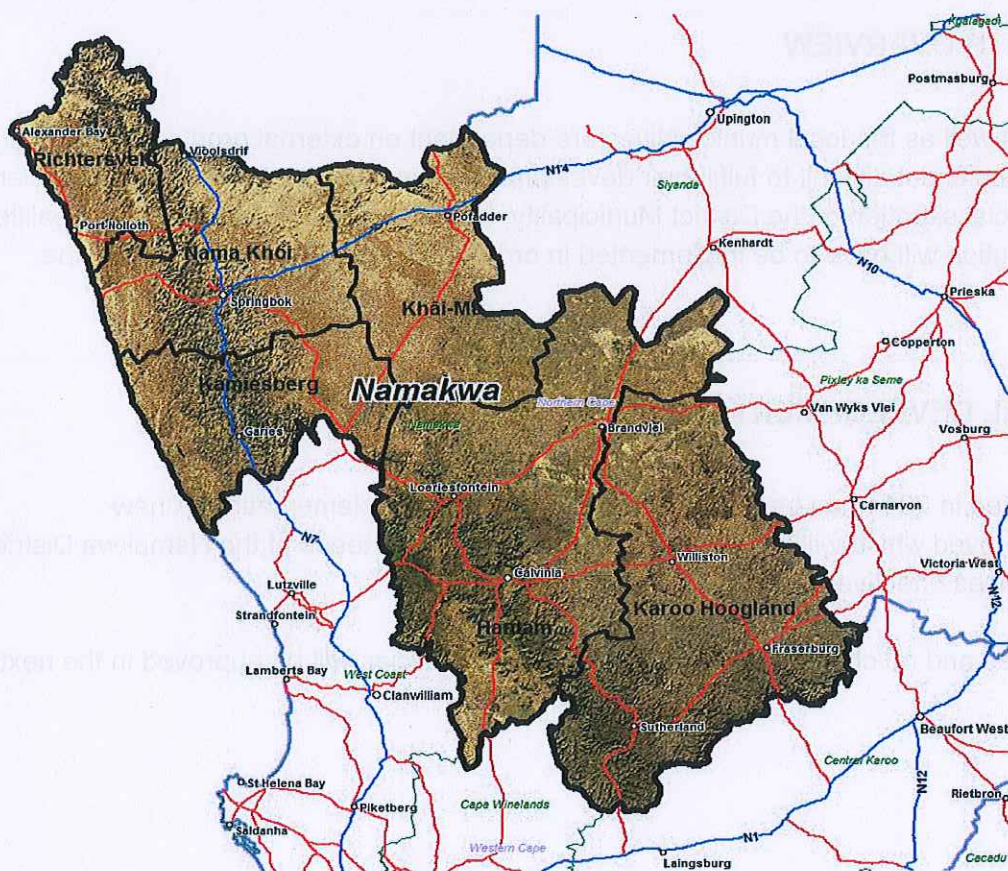 Kgalagadi
Postmasburg
Upington
Alexander Bay
Vioolsdrif
Richtersveld
N14
Siyanda
Port Nolloth
Pofadder
Kenhardt
Nama Khoi
N10
Springbok
Prieska
Khai-Ma
Copperton
Kamiesberg
Namakwa
Pixley ka Seme
Northern Cape
Van Wyks Vlei
Namakwa
Brandvlei
Vosburg
Garies
Loeriesfontein
Carnarvon
N7
Williston
Victoria West
Calvinia
Lutzville
N12
Strandfontein
Karoo Hoogland
Hantam
Fraserburg
Lamberts Bay
West Coast
Clanwilliam
Sutherland
Beaufort West
Central Karoo
St Helena Bay
N12
Rietbron
Piketberg
Cape Winelands
Saldanha
N1
Western Cape
Laingsburg
Cacadu